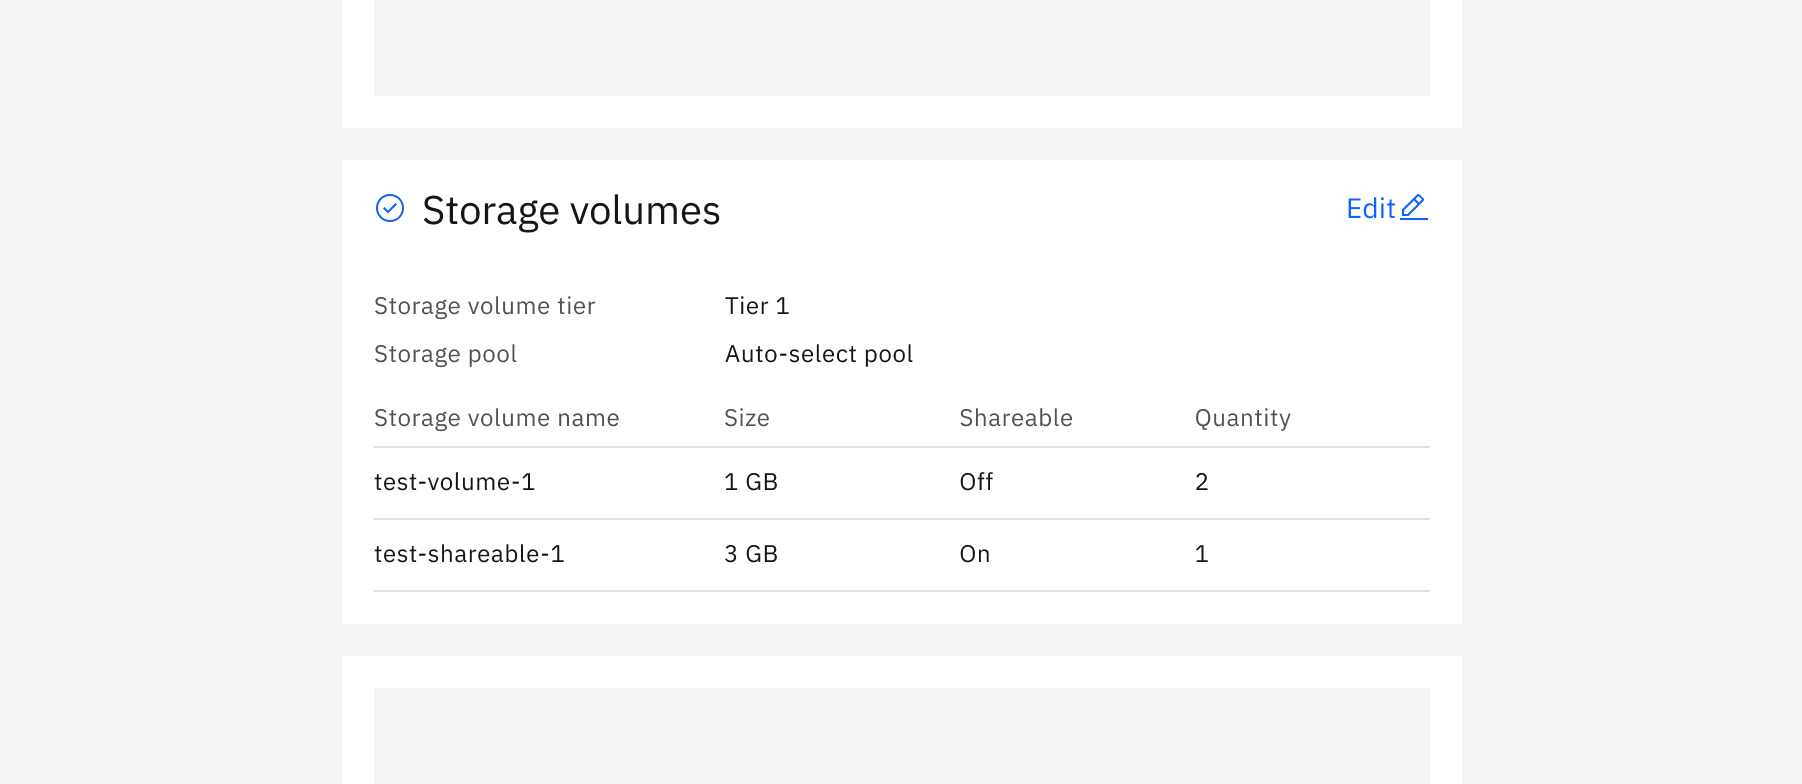 Storage volumes Edit
Storage volume tier Tier 1
Storage pool Auto-select pool
Storage volume name Size Shareable Quantity
test-volume-1 1 GB Off 2
test-shareable-1 3 GB On 1